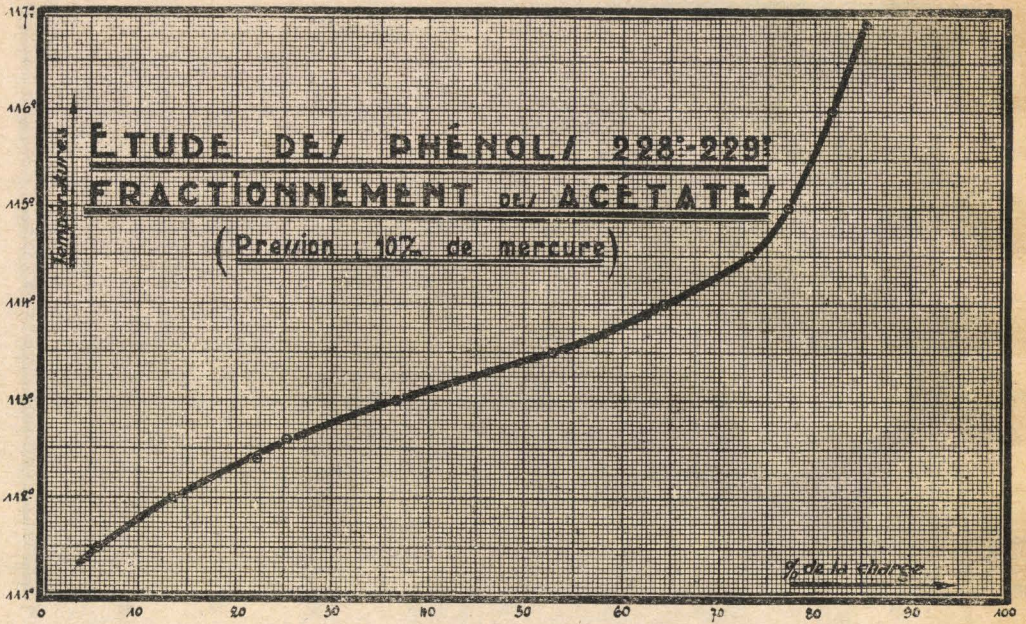 117°
116°
115°
114°
113°
112°
111°
Températures
ÉTUDE DES PHÉNOLS 228°-229°
FRACTIONNEMENT DES ACÉTATES
(Pression : 10% de mercure)
% de la charge
0 10 20 30 40 50 60 70 80 90 100